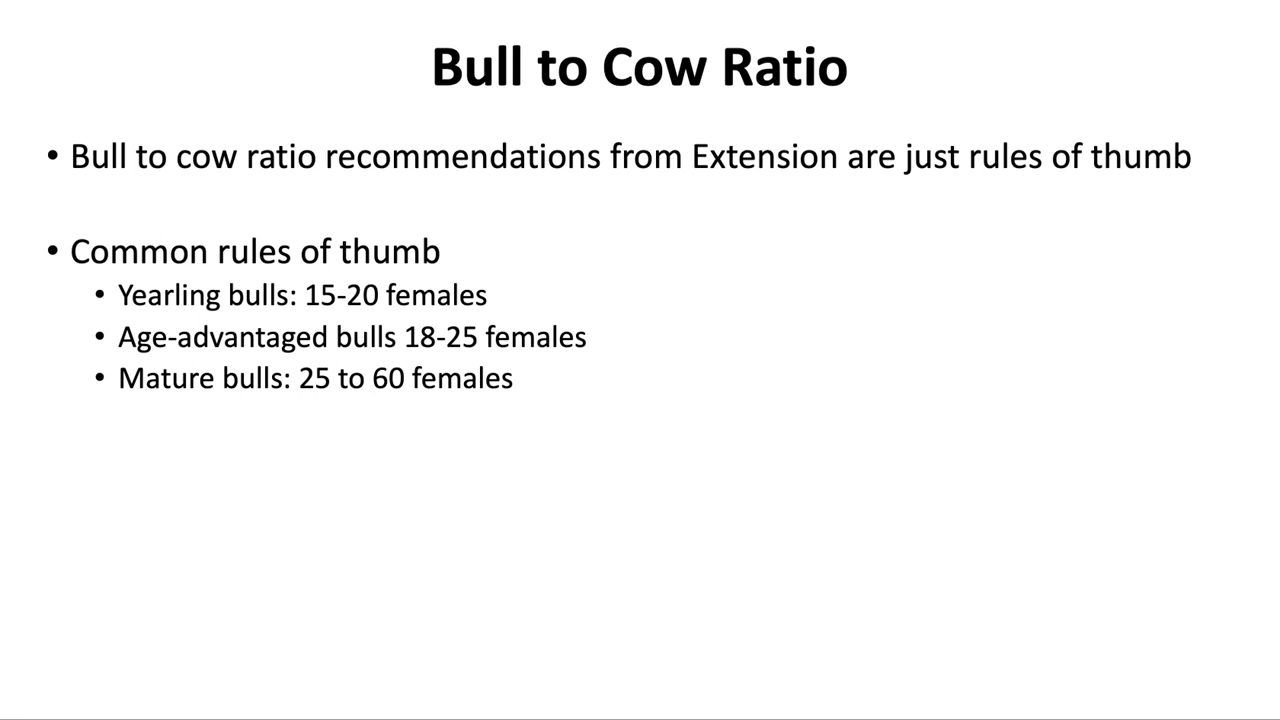 Bull to Cow Ratio
• Bull to cow ratio recommendations from Extension are just rules of thumb
• Common rules of thumb
• Yearling bulls: 15-20 females
• Age-advantaged bulls 18-25 females
• Mature bulls: 25 to 60 females